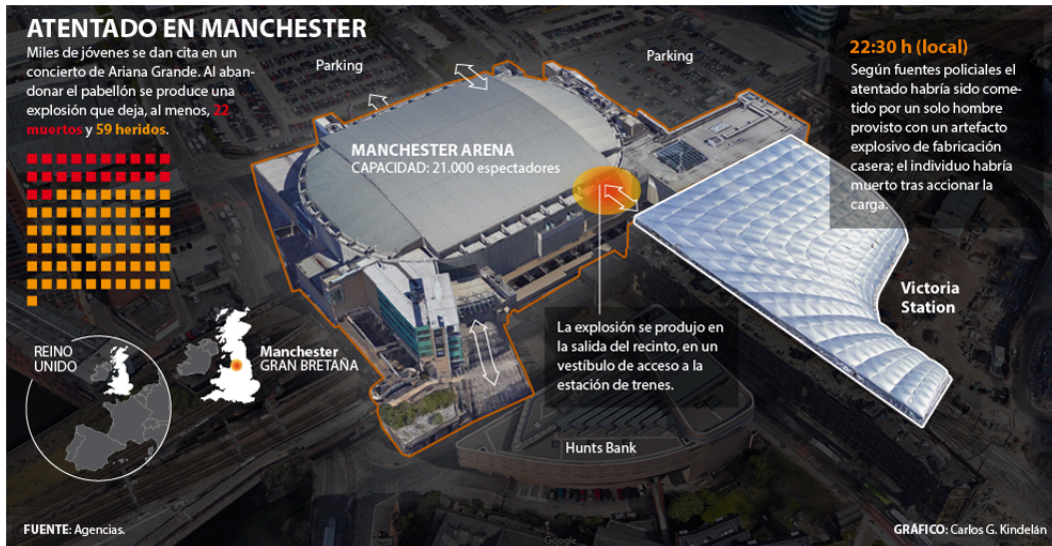 ATENTADO EN MANCHESTER
Miles de jóvenes se dan cita en un
concierto de Ariana Grande. Al aban-
donar el pabellón se produce una
explosión que deja, al menos, 22
muertos y 59 heridos.
Parking
Parking
22:30 h (local)
Según fuentes policiales el
atentado habría sido come-
tido por un solo hombre
provisto con un artefacto
explosivo de fabricación
casera; el individuo habría
muerto tras accionar la
carga.
MANCHESTER ARENA
CAPACIDAD: 21.000 espectadores
Victoria
Station
La explosión se produjo en
la salida del recinto, en un
vestíbulo de acceso a la
estación de trenes.
REINO
UNIDO
Manchester
GRAN BRETAÑA
Hunts Bank
FUENTE: Agencias.
Google
GRÁFICO: Carlos G. Kindelán